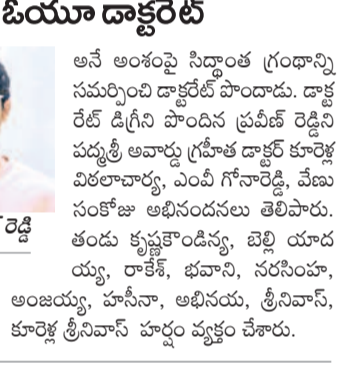 ఓయూ డాక్టరేట్
అనే అంశంపై సిద్ధాంత గ్రంథాన్ని
సమర్పించి డాక్టరేట్ పొందాడు. డాక్ట
రేట్ డిగ్రీని పొందిన ప్రవీణ్ రెడ్డిని
పద్మశ్రీ అవార్డు గ్రహీత డాక్టర్ కూరెళ్ల
విఠలాచార్య, ఎంవీ గోనారెడ్డి, వేణు
సంకోజు అభినందనలు తెలిపారు.
రెడ్డి
తండు కృష్ణకౌండిన్య, బెల్లి యాద
య్య, రాకేశ్, భవాని, నరసింహ,
అంజయ్య, హసీనా, అభినయ, శ్రీనివాస్,
కూరెళ్ల శ్రీనివాస్ హర్షం వ్యక్తం చేశారు.